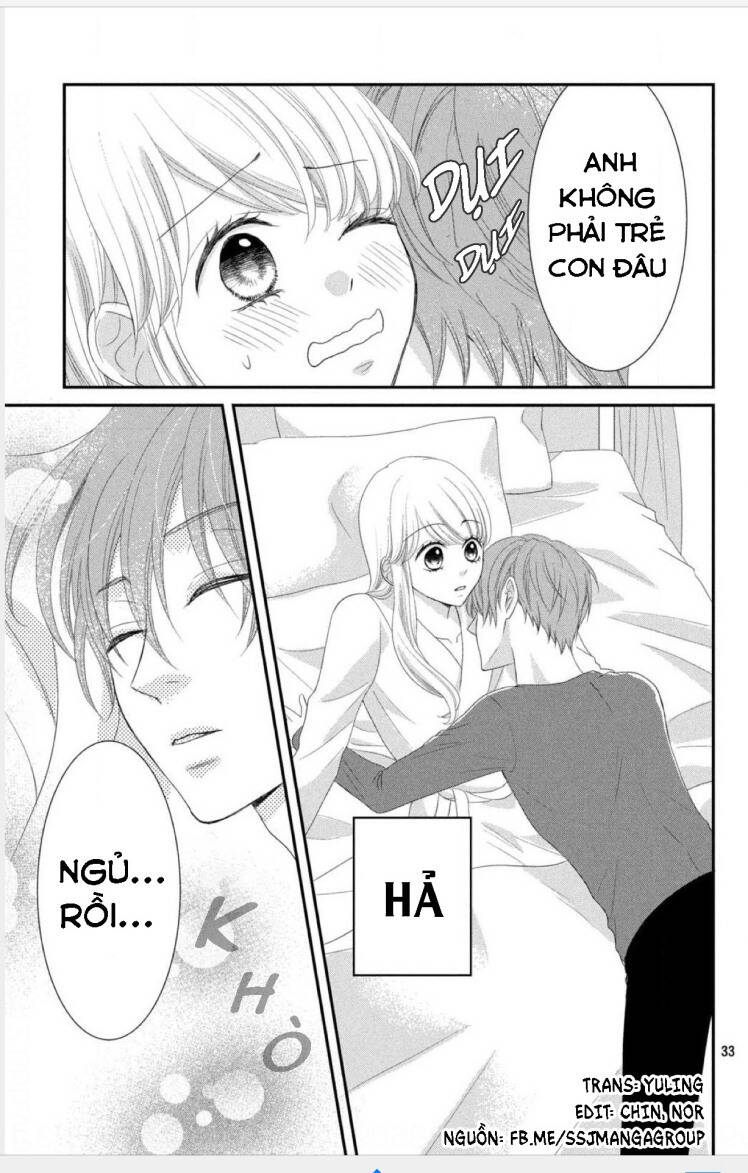 ANH
KHÔNG
PHẢI TRẺ
CON ĐÂU
DỤI
DỤI
HẢ
NGỦ...
RỒI...
KHÒ
33
TRANS: YULING
EDIT: CHIN, NOR
NGUỒN: FB.ME/SSJMANGAGROUP